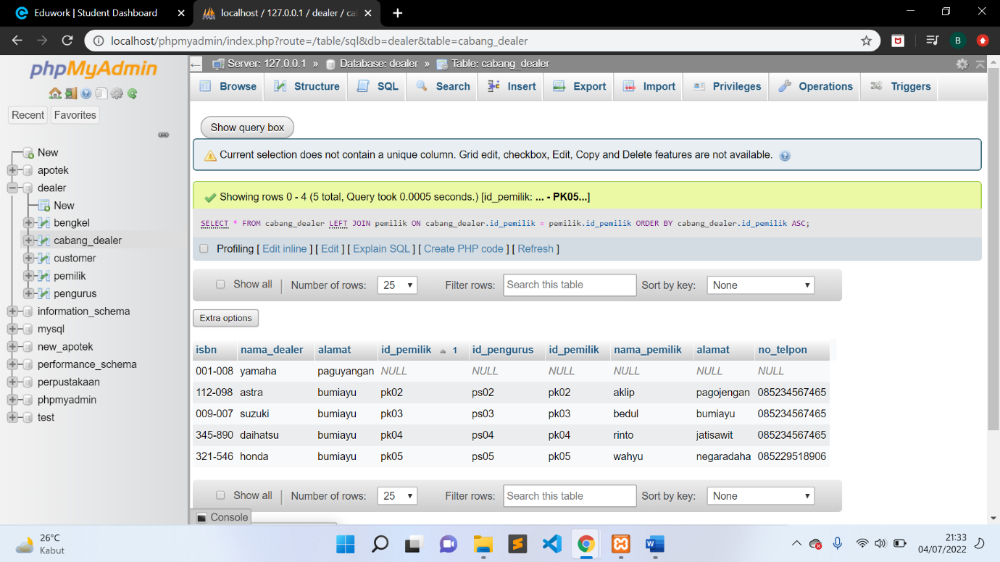 Eduwork | Student Dashboard
localhost / 127.0.0.1 / dealer / ca
localhost/phpmyadmin/index.php?route=/table/sql&db=dealer&table=cabang_dealer
B
phpMyAdmin
Server: 127.0.0.1 » Database: dealer » Table: cabang_dealer
Browse Structure SQL Search Insert Export Import Privileges Operations Triggers
Recent Favorites
New
apotek
dealer
New
bengkel
cabang_dealer
customer
pemilik
pengurus
information_schema
mysql
new_apotek
performance_schema
perpustakaan
phpmyadmin
test
Show query box
Current selection does not contain a unique column. Grid edit, checkbox, Edit, Copy and Delete features are not available.
Showing rows 0 - 4 (5 total, Query took 0.0005 seconds.) [id_pemilik: ... - PK05...]
SELECT * FROM cabang_dealer LEFT JOIN pemilik ON cabang_dealer.id_pemilik = pemilik.id_pemilik ORDER BY cabang_dealer.id_pemilik ASC;
Profiling [ Edit inline ] [ Edit ] [ Explain SQL ] [ Create PHP code ] [ Refresh ]
Show all | Number of rows: 25 Filter rows: Search this table Sort by key: None
Extra options
isbn nama_dealer alamat id_pemilik 1 id_pengurus id_pemilik nama_pemilik alamat no_telpon
001-008 yamaha paguyangan NULL NULL NULL NULL NULL NULL
112-098 astra bumiayu pk02 ps02 pk02 aklip pagojengan 085234567465
009-007 suzuki bumiayu pk03 ps03 pk03 bedul bumiayu 085234567465
345-890 daihatsu bumiayu pk04 ps04 pk04 rinto jatisawit 085234567465
321-546 honda bumiayu pk05 ps05 pk05 wahyu negaradaha 085229518906
Show all | Number of rows: 25 Filter rows: Search this table Sort by key: None
Console
26°C
Kabut
21:33
04/07/2022